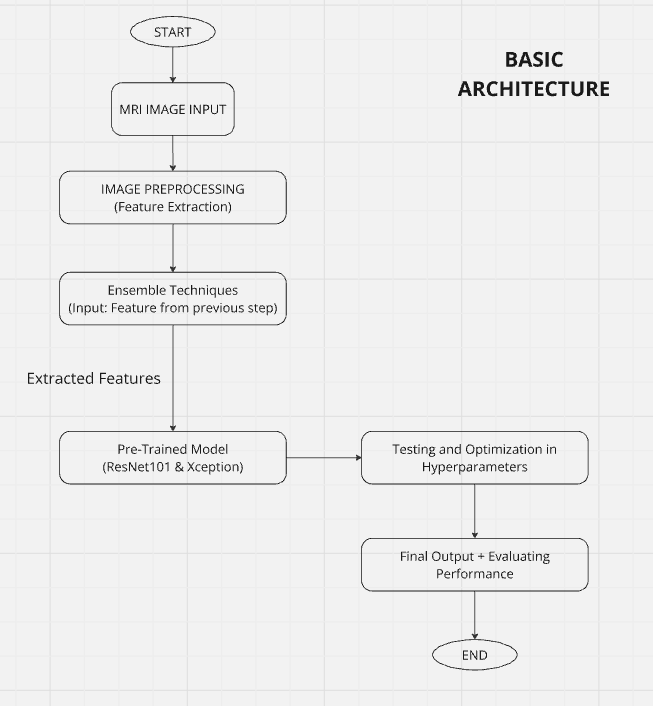 START
BASIC
ARCHITECTURE
MRI IMAGE INPUT
IMAGE PREPROCESSING
(Feature Extraction)
Ensemble Techniques
(Input: Feature from previous step)
Extracted Features
Pre-Trained Model
(ResNet101 & Xception)
Testing and Optimization in
Hyperparameters
Final Output + Evaluating
Performance
END